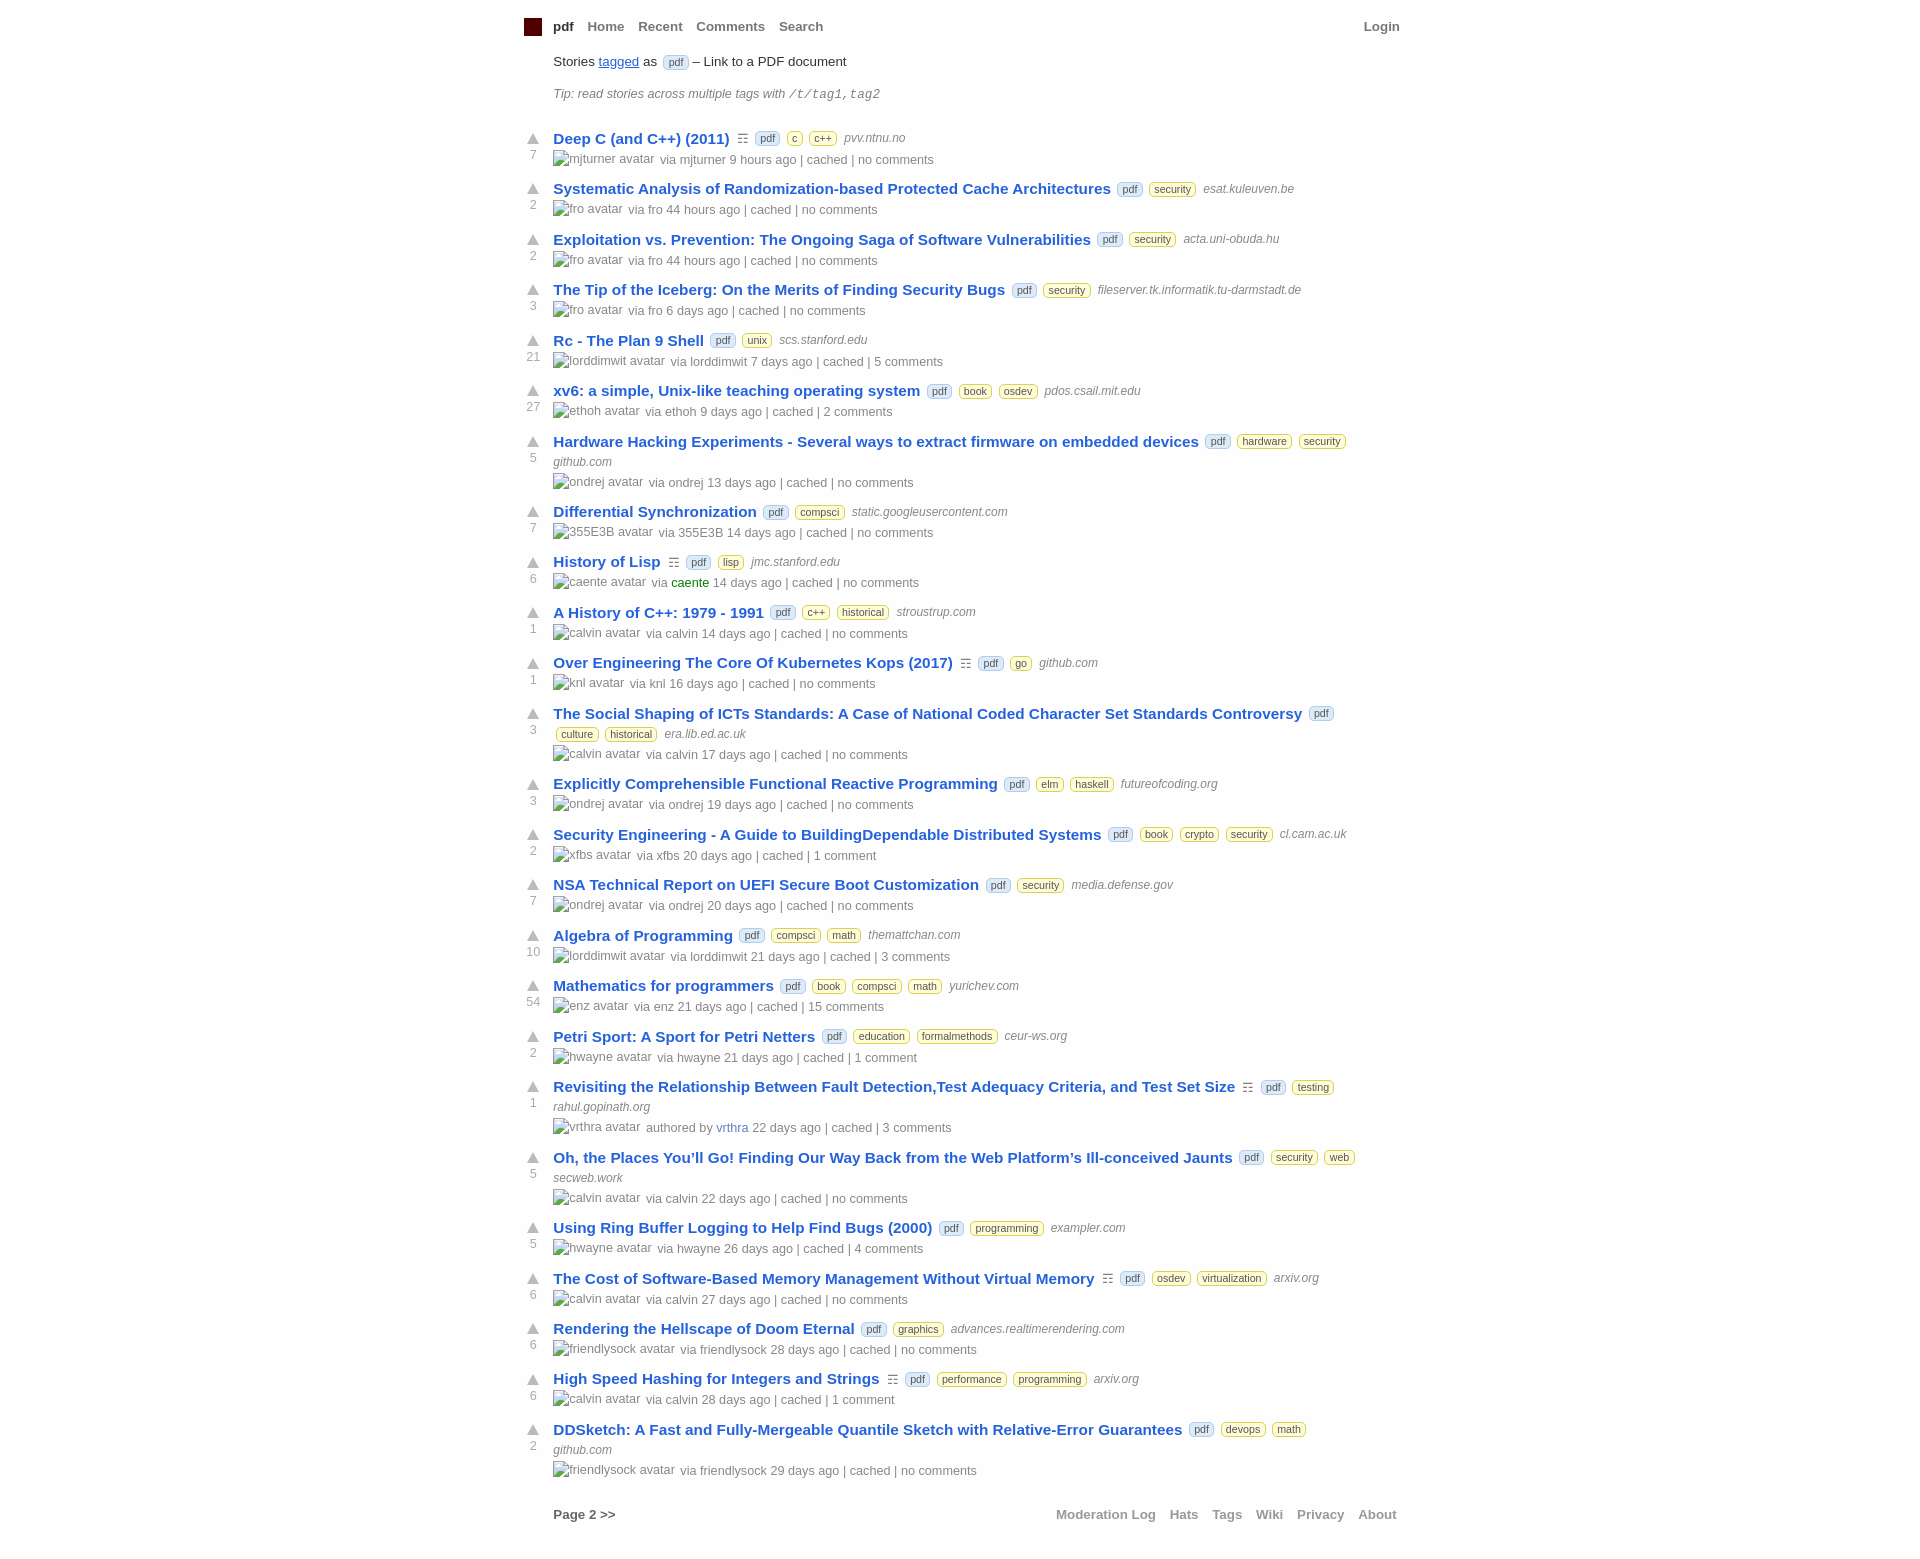 pdf Home Recent Comments Search Login
Stories tagged as pdf – Link to a PDF document
Tip: read stories across multiple tags with /t/tag1,tag2
Deep C (and C++) (2011) ☶ pdf c c++ pvv.ntnu.no
7
mjturner avatar via mjturner 9 hours ago | cached | no comments
Systematic Analysis of Randomization-based Protected Cache Architectures pdf security esat.kuleuven.be
2
fro avatar via fro 44 hours ago | cached | no comments
Exploitation vs. Prevention: The Ongoing Saga of Software Vulnerabilities pdf security acta.uni-obuda.hu
2
fro avatar via fro 44 hours ago | cached | no comments
The Tip of the Iceberg: On the Merits of Finding Security Bugs pdf security fileserver.tk.informatik.tu-darmstadt.de
3
fro avatar via fro 6 days ago | cached | no comments
Rc - The Plan 9 Shell pdf unix scs.stanford.edu
21
lorddimwit avatar via lorddimwit 7 days ago | cached | 5 comments
xv6: a simple, Unix-like teaching operating system pdf book osdev pdos.csail.mit.edu
27
ethoh avatar via ethoh 9 days ago | cached | 2 comments
Hardware Hacking Experiments - Several ways to extract firmware on embedded devices pdf hardware security
5
github.com
ondrej avatar via ondrej 13 days ago | cached | no comments
Differential Synchronization pdf compsci static.googleusercontent.com
7
355E3B avatar via 355E3B 14 days ago | cached | no comments
History of Lisp ☶ pdf lisp jmc.stanford.edu
6
caente avatar via caente 14 days ago | cached | no comments
A History of C++: 1979 - 1991 pdf c++ historical stroustrup.com
1
calvin avatar via calvin 14 days ago | cached | no comments
Over Engineering The Core Of Kubernetes Kops (2017) ☶ pdf go github.com
1
knl avatar via knl 16 days ago | cached | no comments
The Social Shaping of ICTs Standards: A Case of National Coded Character Set Standards Controversy pdf
3
culture historical era.lib.ed.ac.uk
calvin avatar via calvin 17 days ago | cached | no comments
Explicitly Comprehensible Functional Reactive Programming pdf elm haskell futureofcoding.org
3
ondrej avatar via ondrej 19 days ago | cached | no comments
Security Engineering - A Guide to BuildingDependable Distributed Systems pdf book crypto security cl.cam.ac.uk
2
xfbs avatar via xfbs 20 days ago | cached | 1 comment
NSA Technical Report on UEFI Secure Boot Customization pdf security media.defense.gov
7
ondrej avatar via ondrej 20 days ago | cached | no comments
Algebra of Programming pdf compsci math themattchan.com
10
lorddimwit avatar via lorddimwit 21 days ago | cached | 3 comments
Mathematics for programmers pdf book compsci math yurichev.com
54
enz avatar via enz 21 days ago | cached | 15 comments
Petri Sport: A Sport for Petri Netters pdf education formalmethods ceur-ws.org
2
hwayne avatar via hwayne 21 days ago | cached | 1 comment
Revisiting the Relationship Between Fault Detection,Test Adequacy Criteria, and Test Set Size ☶ pdf testing
1
rahul.gopinath.org
vrthra avatar authored by vrthra 22 days ago | cached | 3 comments
Oh, the Places You’ll Go! Finding Our Way Back from the Web Platform’s Ill-conceived Jaunts pdf security web
5
secweb.work
calvin avatar via calvin 22 days ago | cached | no comments
Using Ring Buffer Logging to Help Find Bugs (2000) pdf programming exampler.com
5
hwayne avatar via hwayne 26 days ago | cached | 4 comments
The Cost of Software-Based Memory Management Without Virtual Memory ☶ pdf osdev virtualization arxiv.org
6
calvin avatar via calvin 27 days ago | cached | no comments
Rendering the Hellscape of Doom Eternal pdf graphics advances.realtimerendering.com
6
friendlysock avatar via friendlysock 28 days ago | cached | no comments
High Speed Hashing for Integers and Strings ☶ pdf performance programming arxiv.org
6
calvin avatar via calvin 28 days ago | cached | 1 comment
DDSketch: A Fast and Fully-Mergeable Quantile Sketch with Relative-Error Guarantees pdf devops math
2
github.com
friendlysock avatar via friendlysock 29 days ago | cached | no comments
Page 2 >> Moderation Log Hats Tags Wiki Privacy About